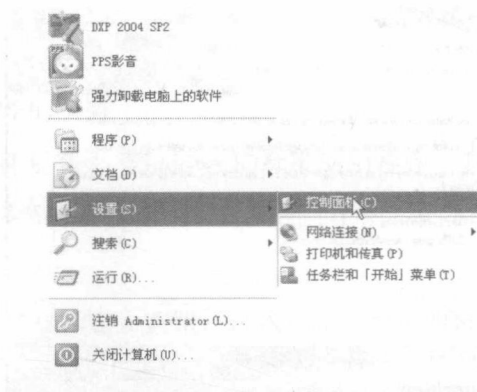 DXP 2004 SP2
PPS影音
强力卸载电脑上的软件
程序(P)
文档(D)
设置(S)
控制面板(C)
网络连接(N)
打印机和传真(P)
任务栏和「开始」菜单(T)
搜索(C)
运行(R)...
注销 Administrator(L)...
关闭计算机(U)...